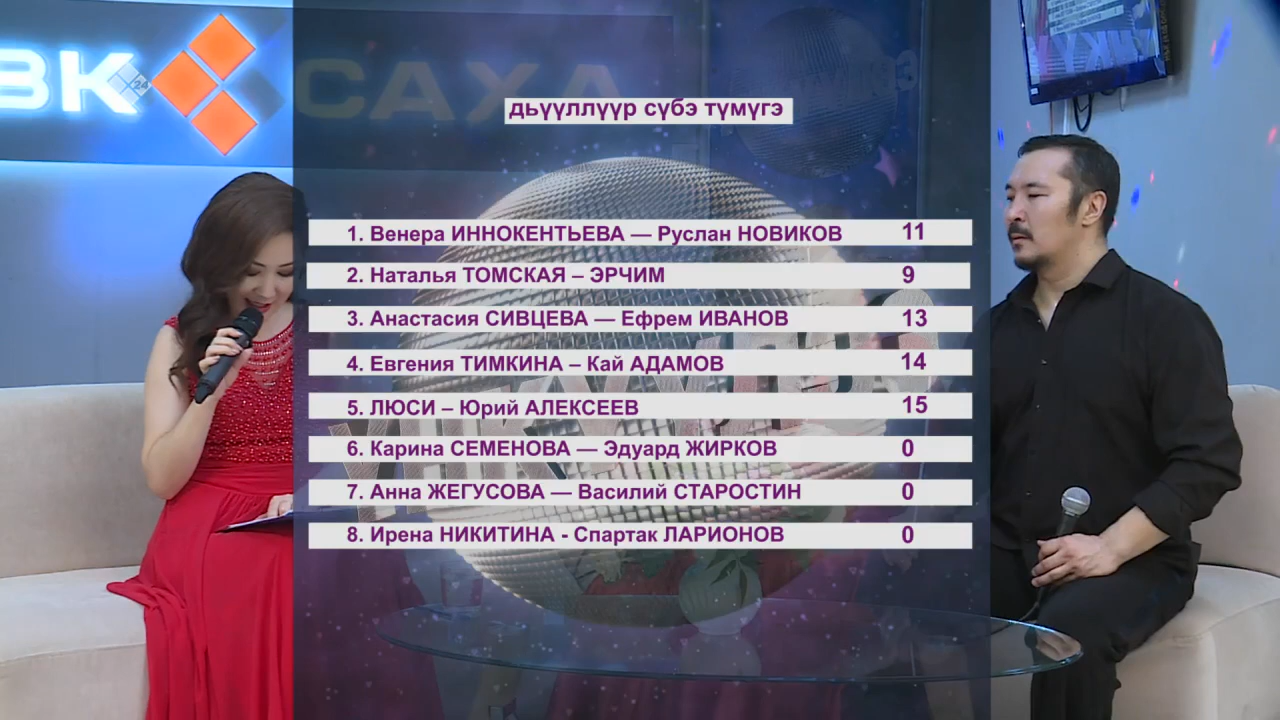 ВК
САХА
24
дьүүллүүр сүбэ түмүгэ
1. Венера ИННОКЕНТЬЕВА — Руслан НОВИКОВ 11
2. Наталья ТОМСКАЯ – ЭРЧИМ 9
3. Анастасия СИВЦЕВА — Ефрем ИВАНОВ 13
4. Евгения ТИМКИНА – Кай АДАМОВ 14
5. ЛЮСИ – Юрий АЛЕКСЕЕВ 15
6. Карина СЕМЕНОВА — Эдуард ЖИРКОВ 0
7. Анна ЖЕГУСОВА — Василий СТАРОСТИН 0
8. Ирена НИКИТИНА - Спартак ЛАРИОНОВ 0